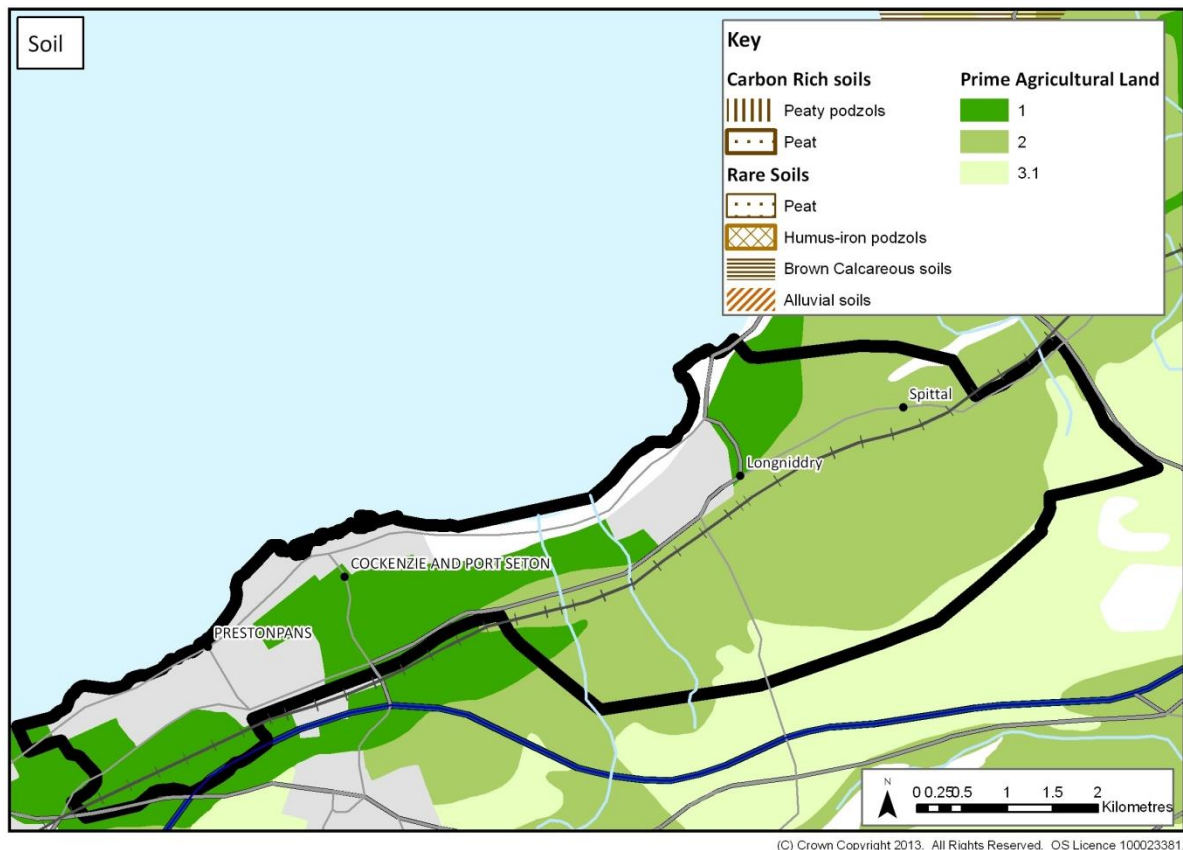 Soil
Key
Carbon Rich soils
Peaty podzols
Peat
Rare Soils
Peat
Humus-iron podzols
Brown Calcareous soils
Alluvial soils
Prime Agricultural Land
1
2
3.1
Spittal
Longniddry
COCKENZIE AND PORT SETON
PRESTONPANS
N
0 0.25 0.5 1 1.5 2
Kilometres
(C) Crown Copyright 2013. All Rights Reserved. OS Licence 100023381